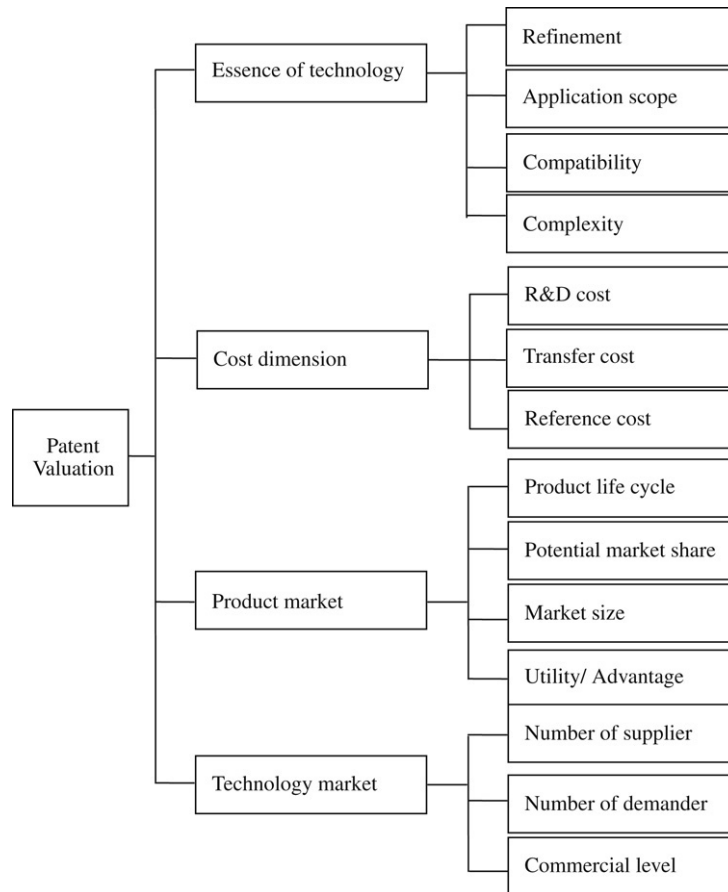 Refinement
Essence of technology
Application scope
Compatibility
Complexity
R&D cost
Cost dimension
Transfer cost
Reference cost
Patent
Valuation
Product life cycle
Potential market share
Product market
Market size
Utility/ Advantage
Number of supplier
Technology market
Number of demander
Commercial level